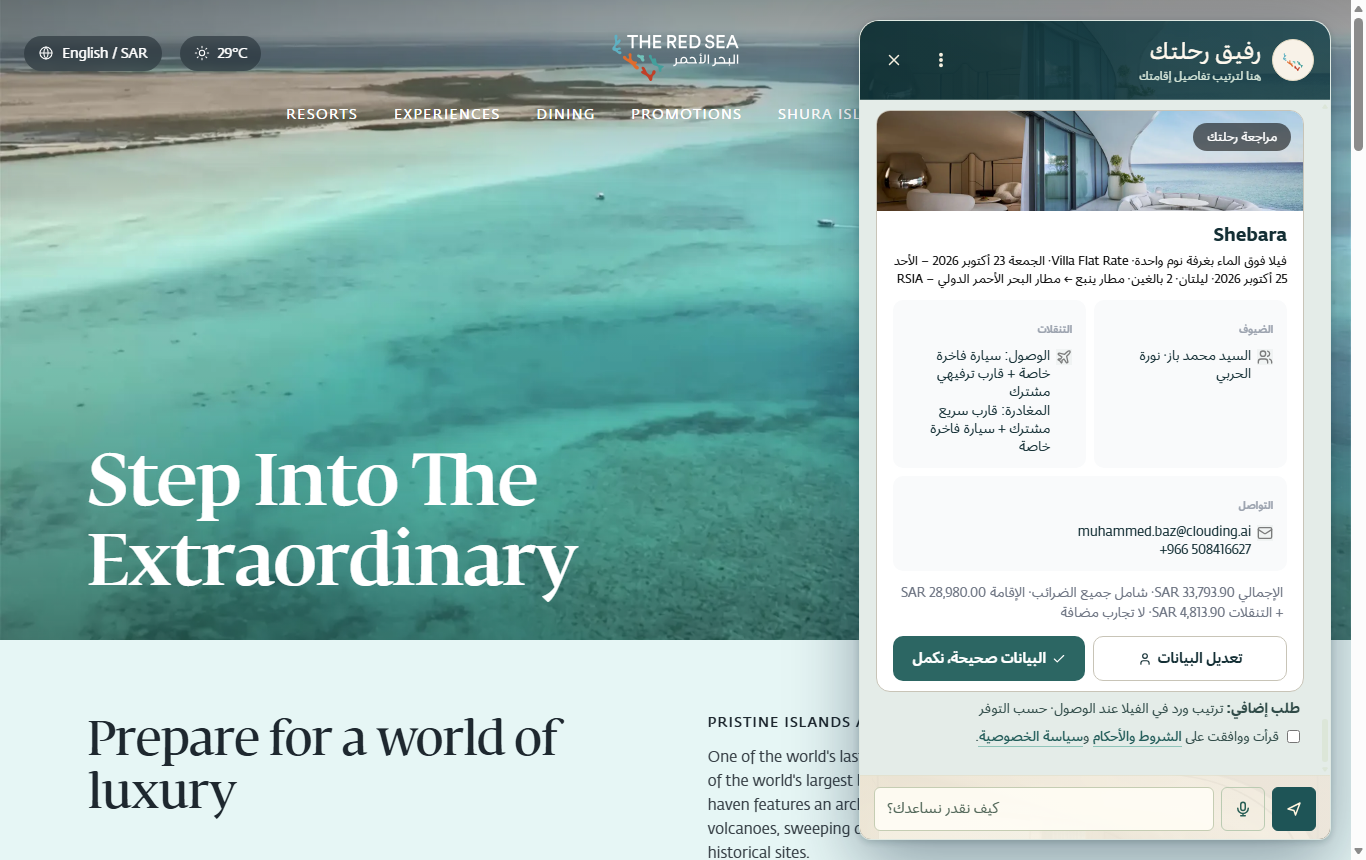 English / SAR
29°C
THE RED SEA
البحر الأحمر
RESORTS
EXPERIENCES
DINING
PROMOTIONS
SHURA ISL
Step Into The
Extraordinary
Prepare for a world of
luxury
PRISTINE ISLANDS
One of the world's las
of the world's largest
haven features an arc
volcanoes, sweeping
historical sites.
رفيق رحلتك
هنا لترتيب تفاصيل إقامتك
مراجعة رحلتك
Shebara
فيلا فوق الماء بغرفة نوم واحدة· Villa Flat Rate· الجمعة 23 أكتوبر 2026 – الأحد
25 أكتوبر 2026· ليلتان· 2 بالغين· مطار ينبع ← مطار البحر الأحمر الدولي – RSIA
الضيوف
السيد محمد باز· نورة
الحربي
التنقلات
الوصول: سيارة فاخرة
خاصة + قارب ترفيهي
مشترك
المغادرة: قارب سريع
مشترك + سيارة فاخرة
خاصة
التواصل
muhammed.baz@clouding.ai
+966 508416627
الإجمالي SAR 33,793.90· شامل جميع الضرائب· الإقامة SAR 28,980.00
+ التنقلات SAR 4,813.90· لا تجارب مضافة
تعديل البيانات
البيانات صحيحة، نكمل
طلب إضافي: ترتيب ورد في الفيلا عند الوصول· حسب التوفر
قرأت ووافقت على الشروط والأحكام وسياسة الخصوصية.
كيف نقدر نساعدك؟